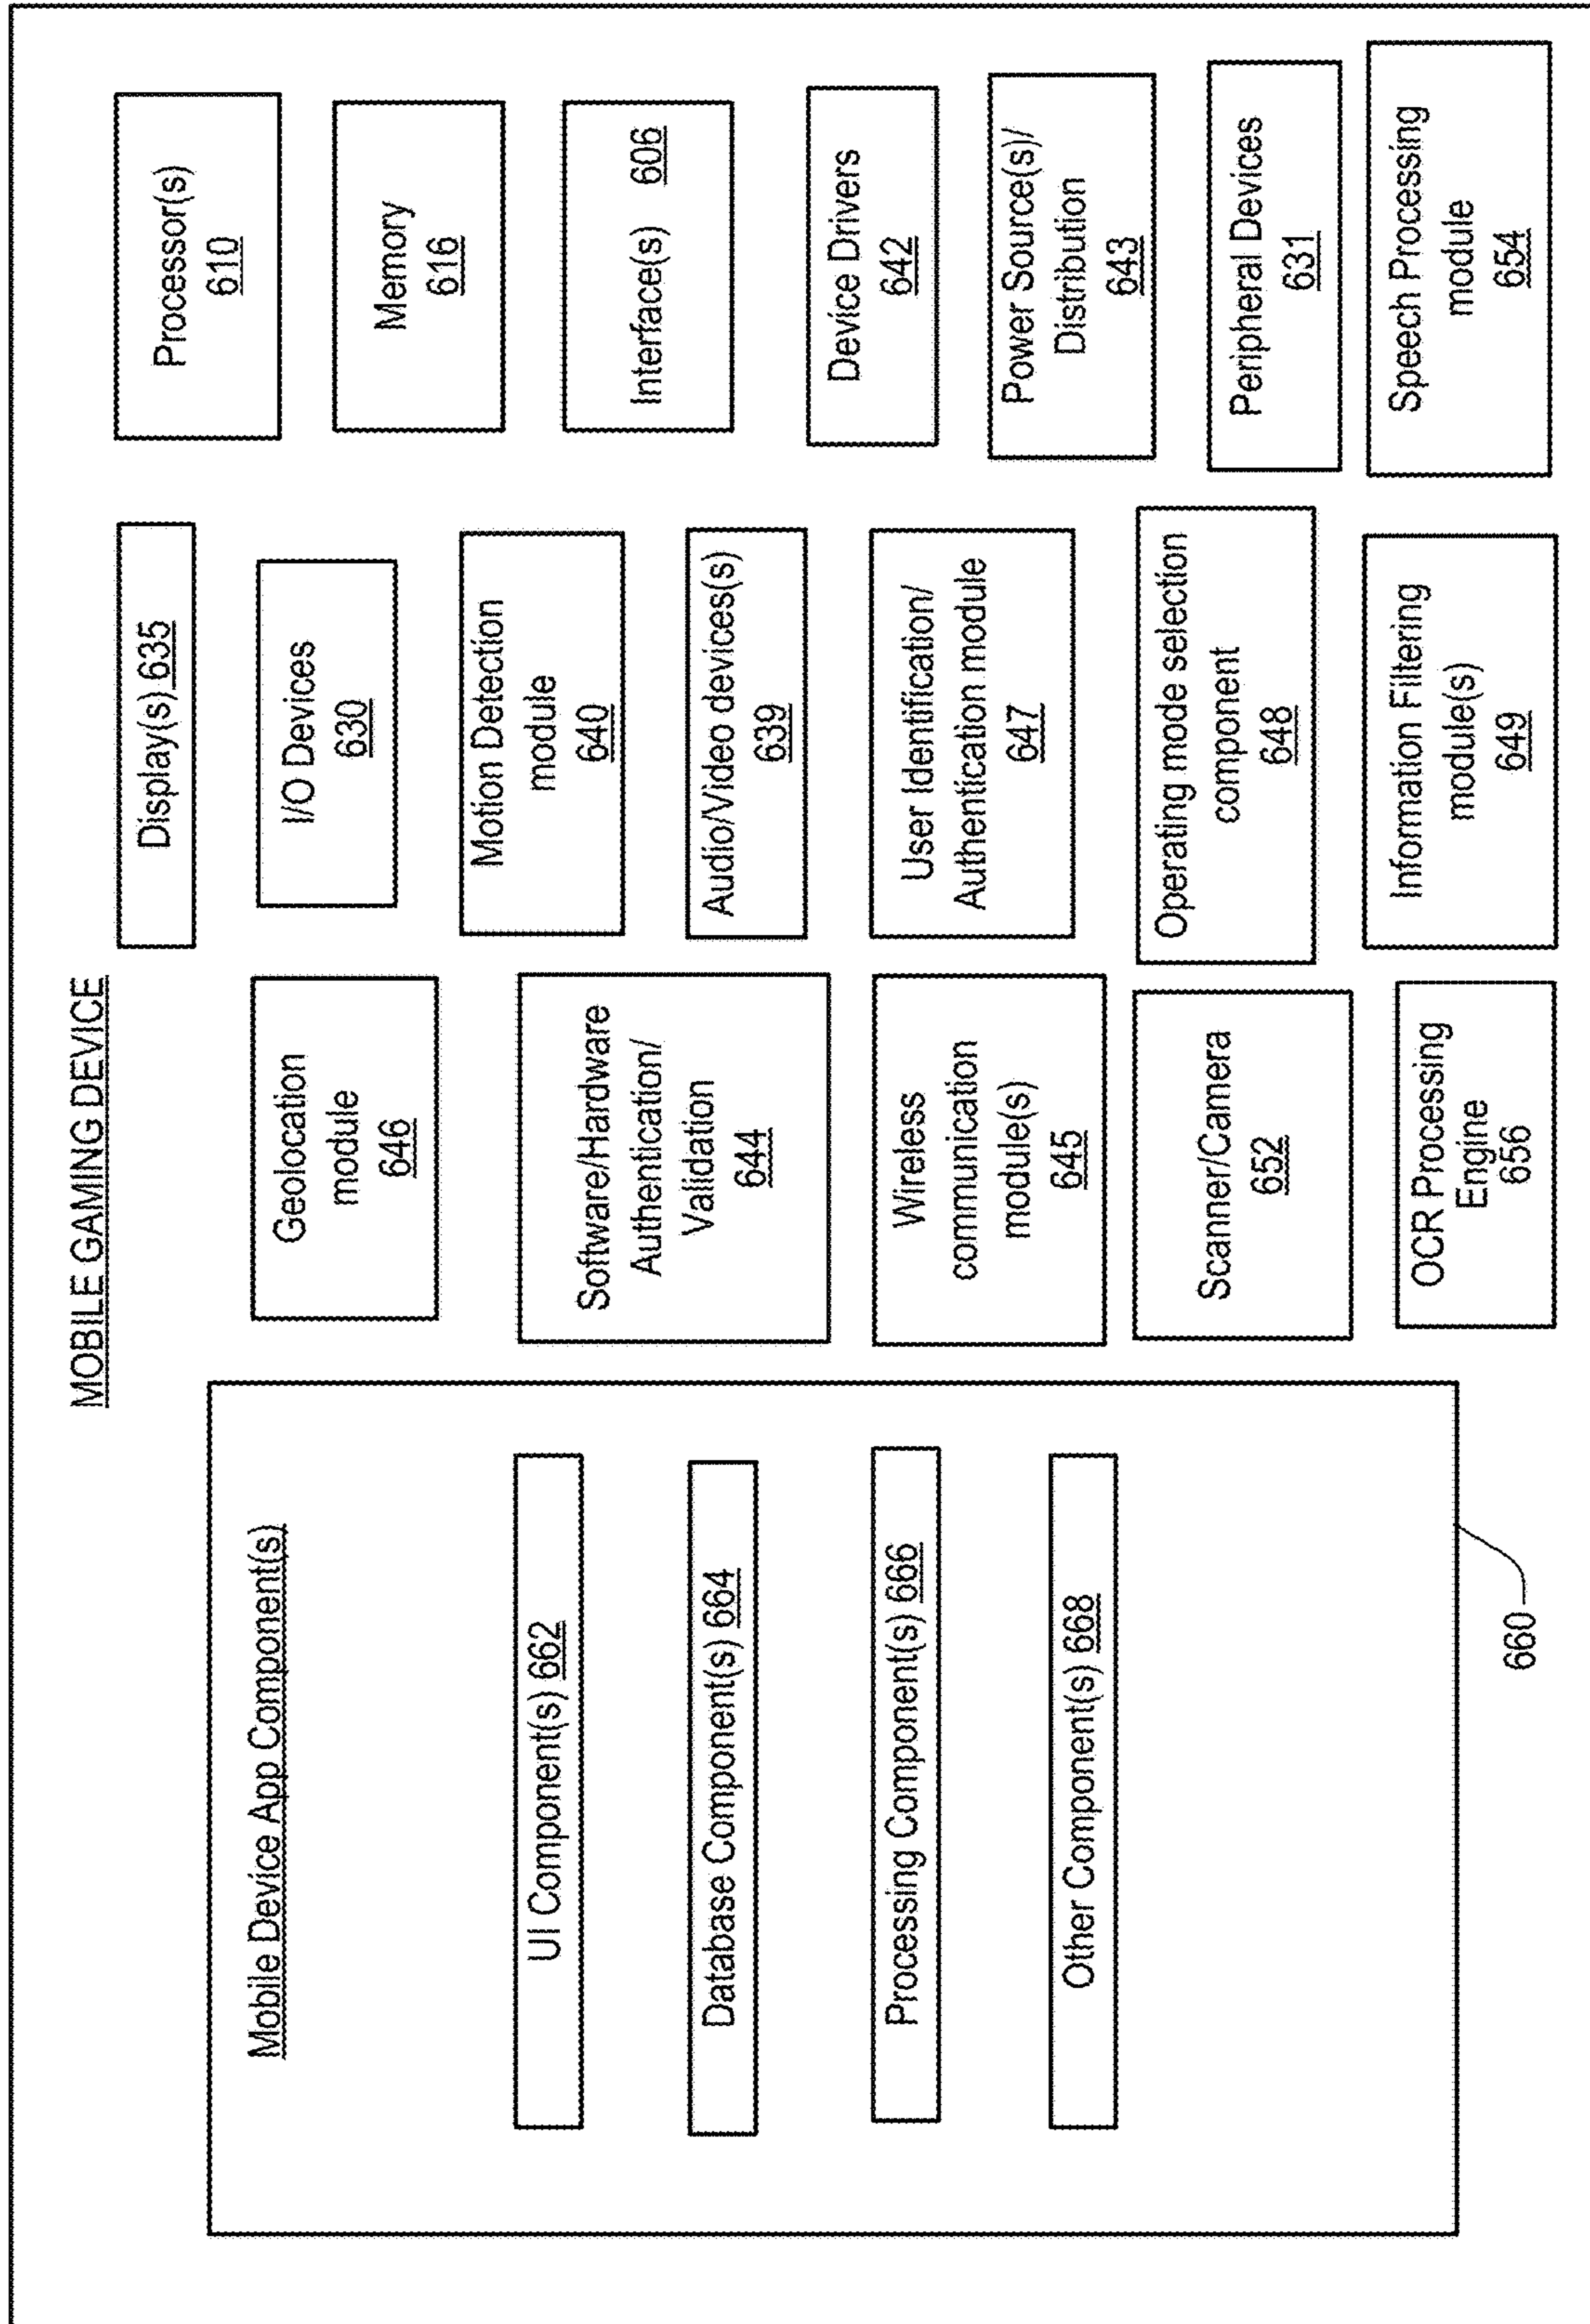 MOBILE GAMING DEVICE
Mobile Device App Component(s)
UI Component(s) 662
Database Component(s) 664
Processing Component(s) 666
Other Component(s) 668
660
Geolocation
module
646
Software/Hardware
Authentication/
Validation
644
Wireless
communication
module(s)
645
Scanner/Camera
652
OCR Processing
Engine
656
Display(s) 635
I/O Devices
630
Motion Detection
module
640
Audio/Video devices(s)
639
User Identification/
Authentication module
647
Operating mode selection
component
648
Information Filtering
module(s)
649
Processor(s)
610
Memory
616
Interface(s) 606
Device Drivers
642
Power Source(s)/
Distribution
643
Peripheral Devices
631
Speech Processing
module
654